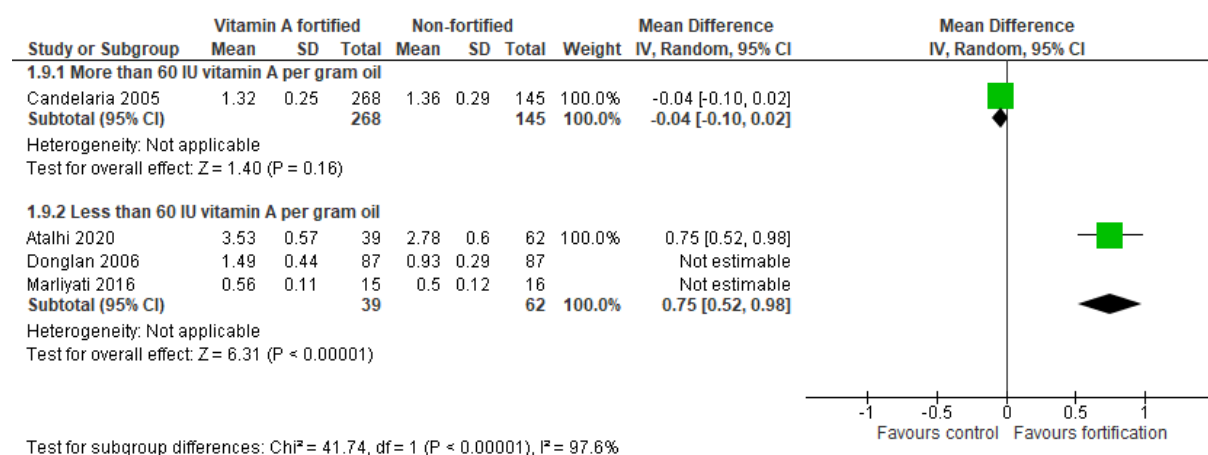 Vitamin A fortified Non-fortified Mean Difference Mean Difference
Study or Subgroup Mean SD Total Mean SD Total Weight IV, Random, 95% CI IV, Random, 95% CI
1.9.1 More than 60 IU vitamin A per gram oil
Candelaria 2005 1.32 0.25 268 1.36 0.29 145 100.0% -0.04 [-0.10, 0.02]
Subtotal (95% CI) 268 145 100.0% -0.04 [-0.10, 0.02]
Heterogeneity: Not applicable
Test for overall effect: Z = 1.40 (P = 0.16)
1.9.2 Less than 60 IU vitamin A per gram oil
Atalhi 2020 3.53 0.57 39 2.78 0.6 62 100.0% 0.75 [0.52, 0.98]
Donglan 2006 1.49 0.44 87 0.93 0.29 87 Not estimable
Marliyati 2016 0.56 0.11 15 0.5 0.12 16 Not estimable
Subtotal (95% CI) 39 62 100.0% 0.75 [0.52, 0.98]
Heterogeneity: Not applicable
Test for overall effect: Z = 6.31 (P < 0.00001)
-1 -0.5 0 0.5 1
Favours control Favours fortification
Test for subgroup differences: Chi² = 41.74, df = 1 (P < 0.00001), I² = 97.6%